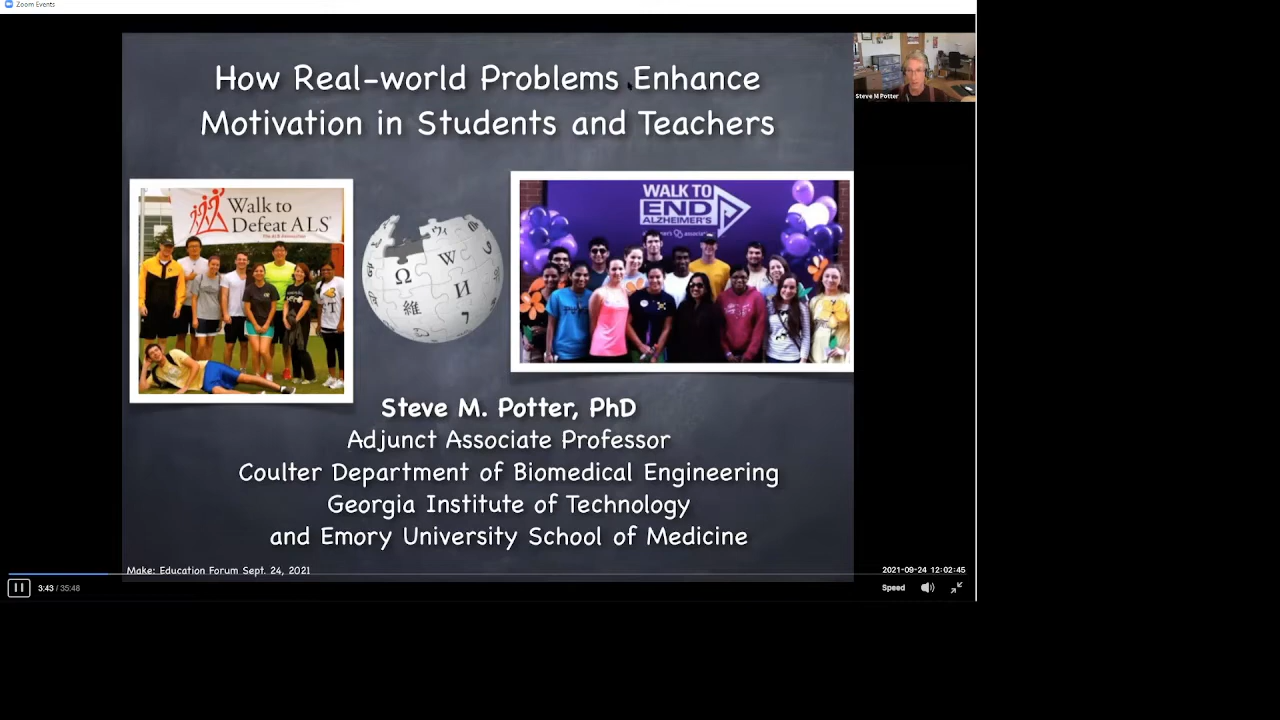 Zoom Events
How Real-world Problems Enhance
Motivation in Students and Teachers
Steve M Potter
Walk to
Defeat ALS
WALK TO
END
ALZHEIMER'S
Ω
W
И
維
7
Steve M. Potter, PhD
Adjunct Associate Professor
Coulter Department of Biomedical Engineering
Georgia Institute of Technology
and Emory University School of Medicine
Make: Education Forum Sept. 24, 2021
2021-09-24 12:02:45
3:43 / 35:48
Speed